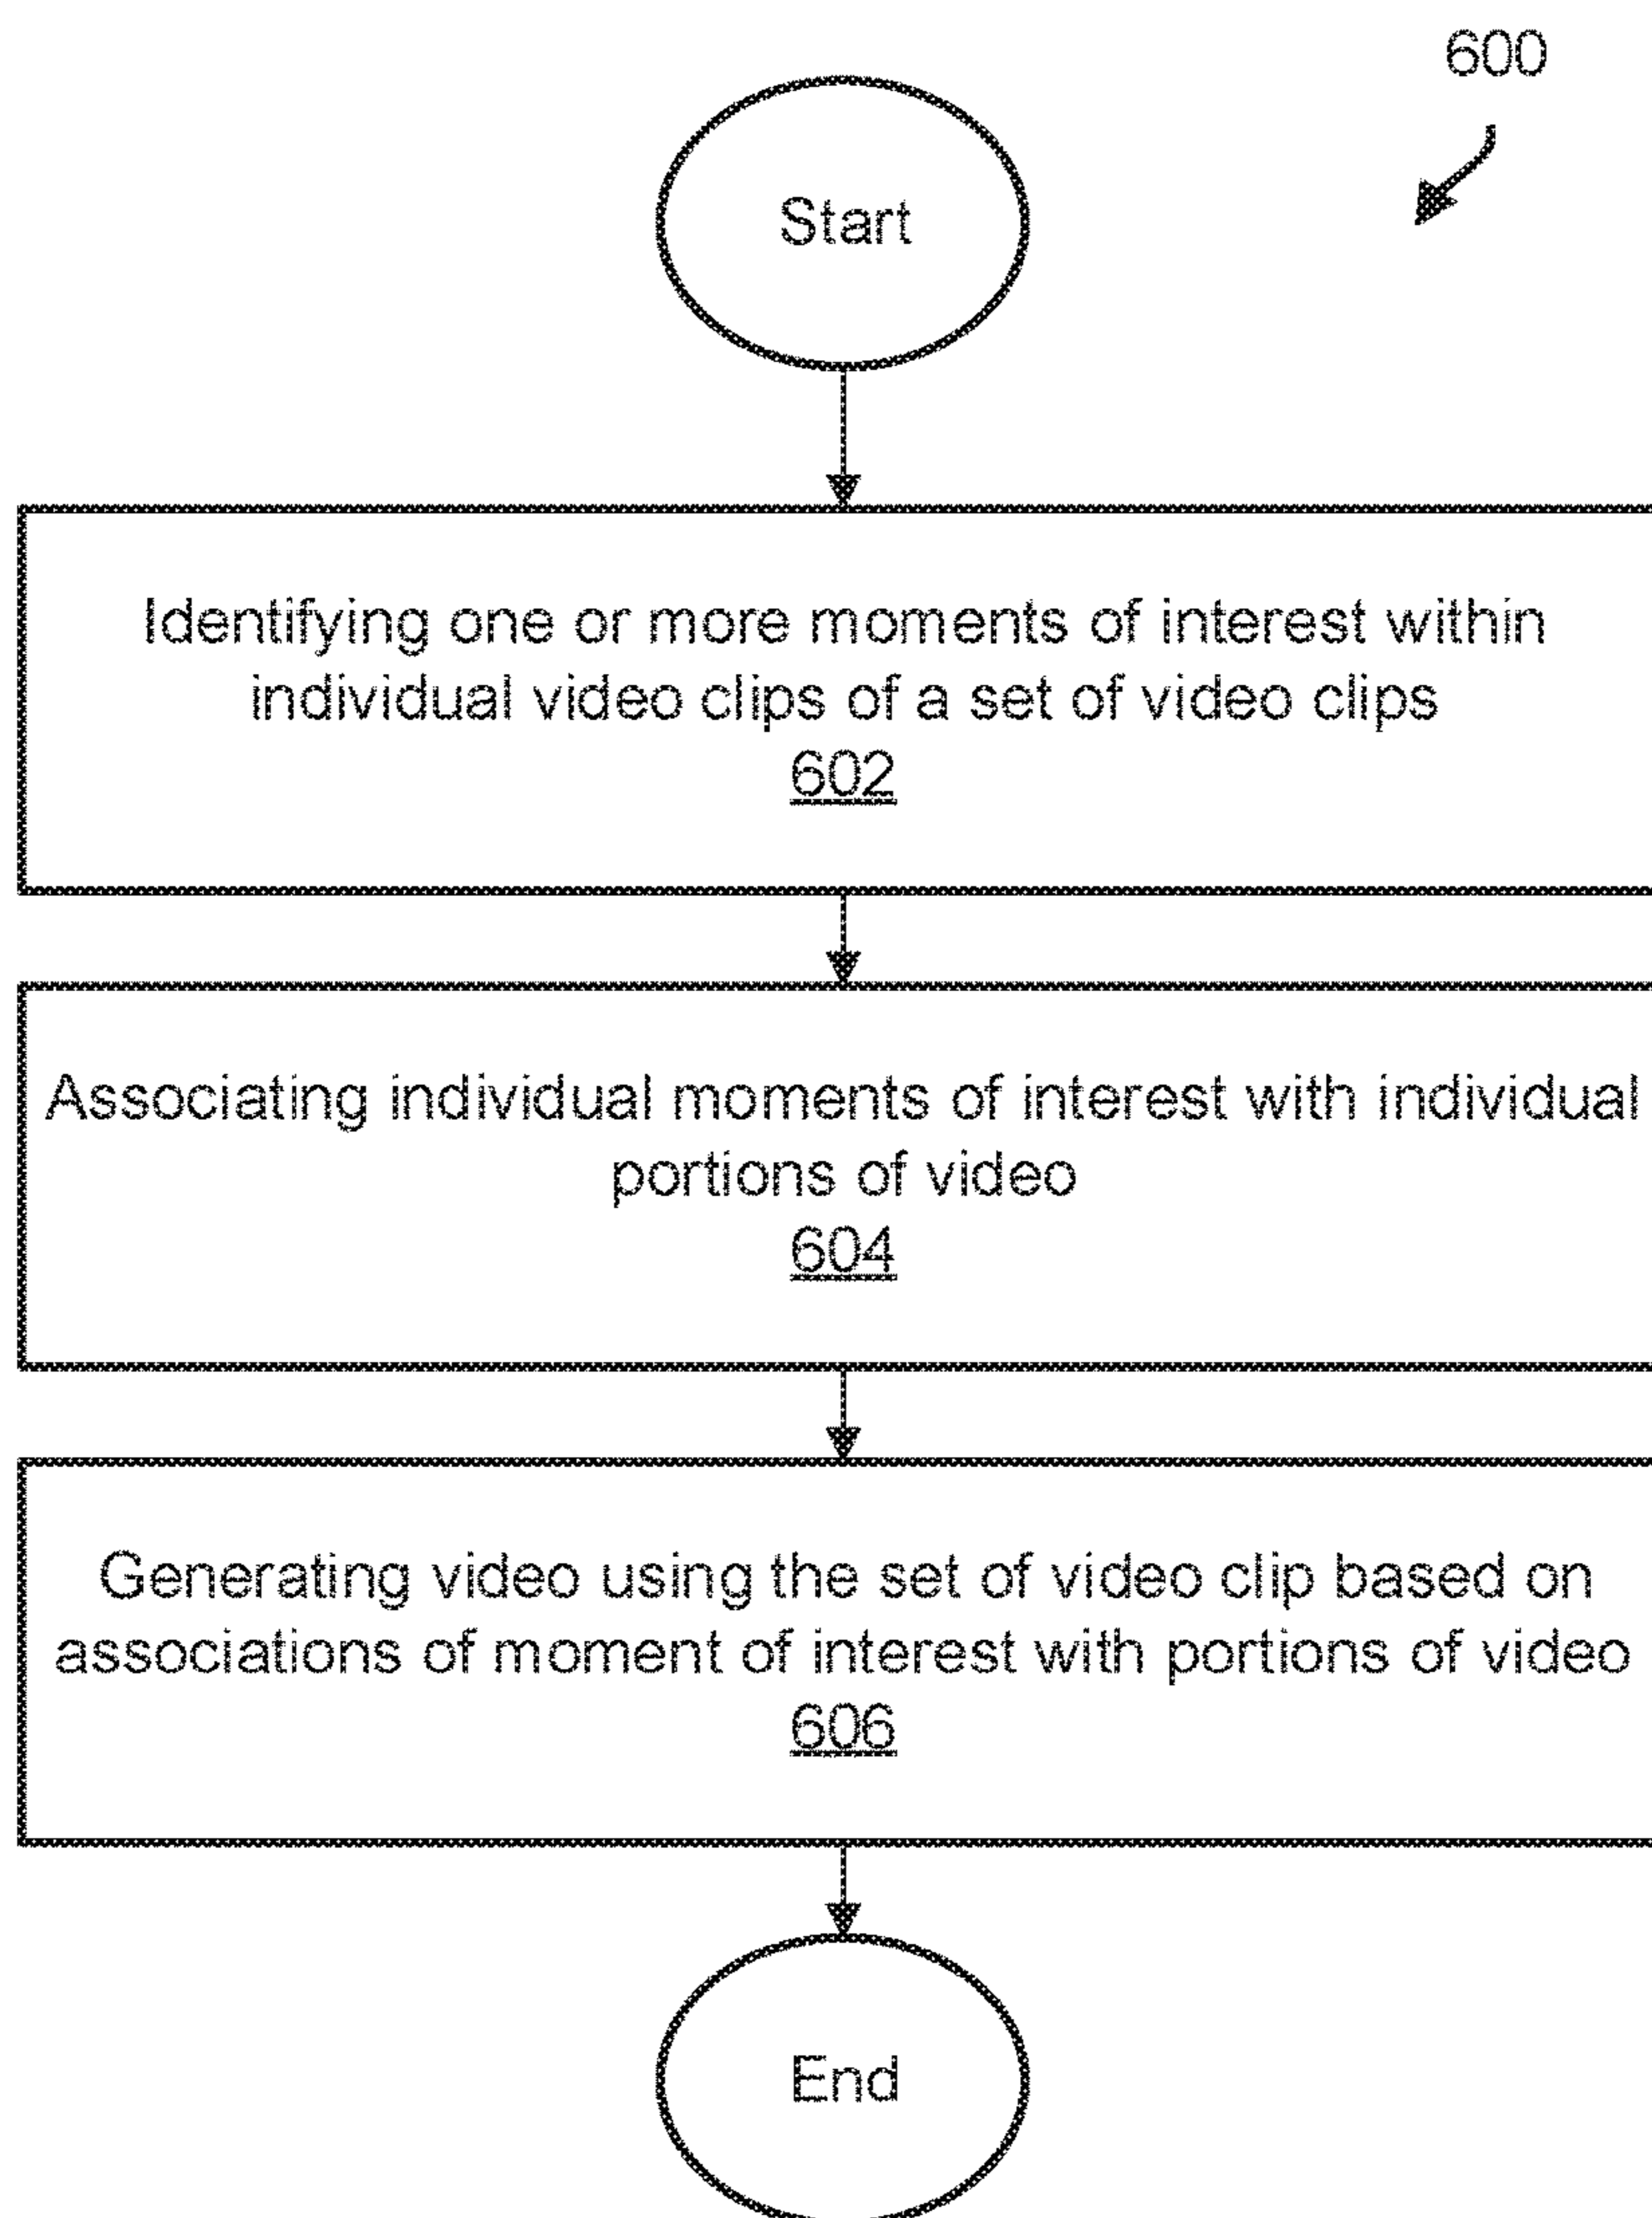 600
Start
Identifying one or more moments of interest within
individual video clips of a set of video clips
602
Associating individual moments of interest with individual
portions of video
604
Generating video using the set of video clip based on
associations of moment of interest with portions of video
606
End